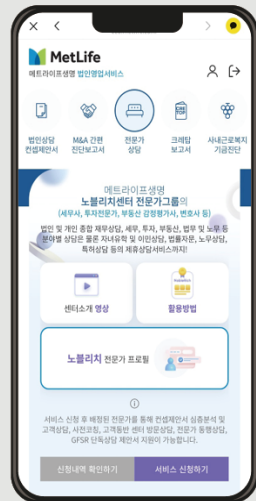 MetLife
메트라이프생명 법인영업서비스
법인상담
컨셉제안서
M&A 간편
진단보고서
전문가
상담
CRE
TOP
크레탑
보고서
사내근로복지
기금진단
메트라이프생명
노블리치센터 전문가그룹의
(세무사, 투자전문가, 부동산 감정평가사, 변호사 등)
법인 및 개인 종합 재무상담, 세무, 투자, 부동산, 법무 및 노무 등
분야별 상담은 물론 자녀유학 및 이민상담, 법률자문, 노무상담,
특허상담 등의 제휴상담서비스까지!
센터소개 영상
활용방법
노블리치 전문가 프로필
서비스 신청 후 배정된 전문가를 통해 컨셉제안서 심층분석 및
고객상담, 사전코칭, 고객동반 센터 방문상담, 전문가 동행상담,
GFSR 단독상담 제안서 지원이 가능합니다.
신청내역 확인하기
서비스 신청하기